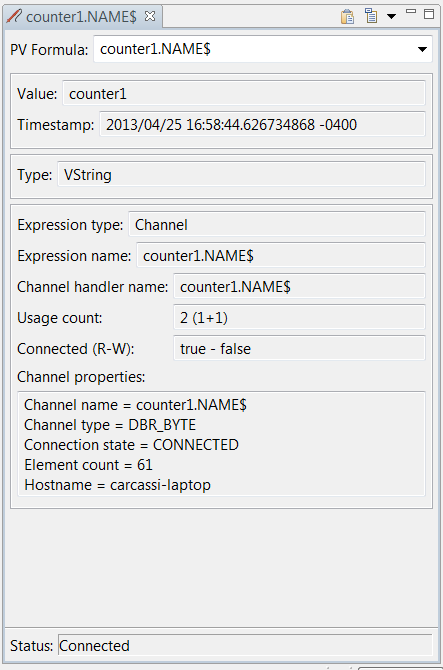 counter1.NAME$
PV Formula: counter1.NAME$
Value: counter1
Timestamp: 2013/04/25 16:58:44.626734868 -0400
Type: VString
Expression type: Channel
Expression name: counter1.NAME$
Channel handler name: counter1.NAME$
Usage count: 2 (1+1)
Connected (R-W): true - false
Channel properties:
Channel name = counter1.NAME$
Channel type = DBR_BYTE
Connection state = CONNECTED
Element count = 61
Hostname = carcassi-laptop
Status: Connected